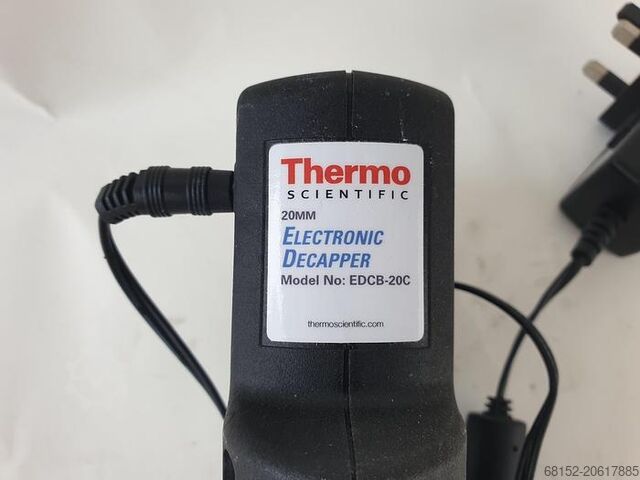 Thermo
SCIENTIFIC
20MM
ELECTRONIC
DECAPPER
Model No: EDCB-20C
thermoscientific.com
68152-20617885